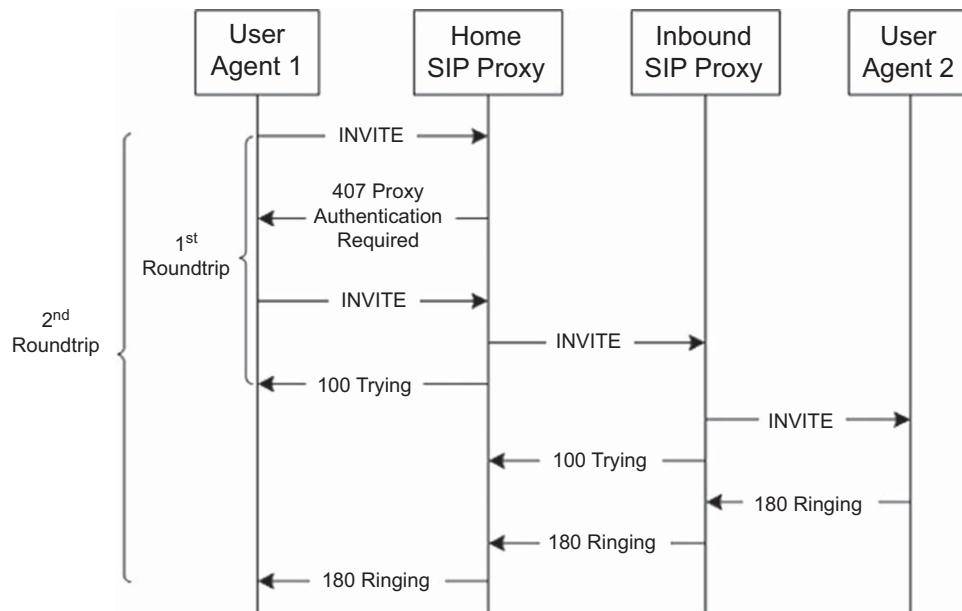 User
Agent 1
Home
SIP Proxy
Inbound
SIP Proxy
User
Agent 2
INVITE
407 Proxy
Authentication
Required
1st
Roundtrip
INVITE
2nd
Roundtrip
INVITE
100 Trying
INVITE
100 Trying
180 Ringing
180 Ringing
180 Ringing